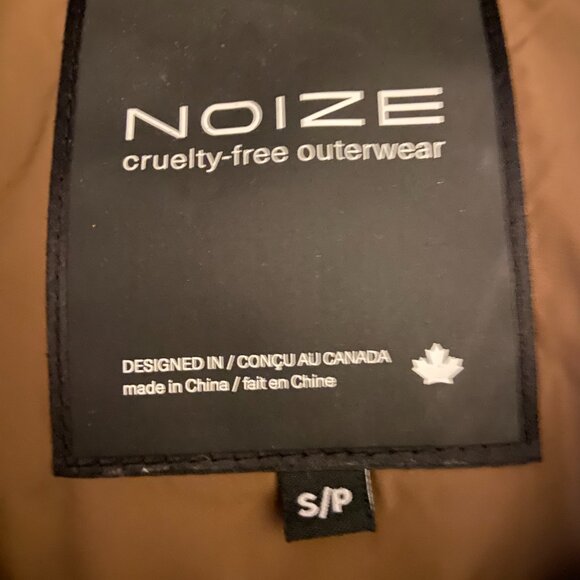 NOIZE
cruelty-free outerwear
DESIGNED IN / CONÇU AU CANADA
made in China / fait en Chine
S/P